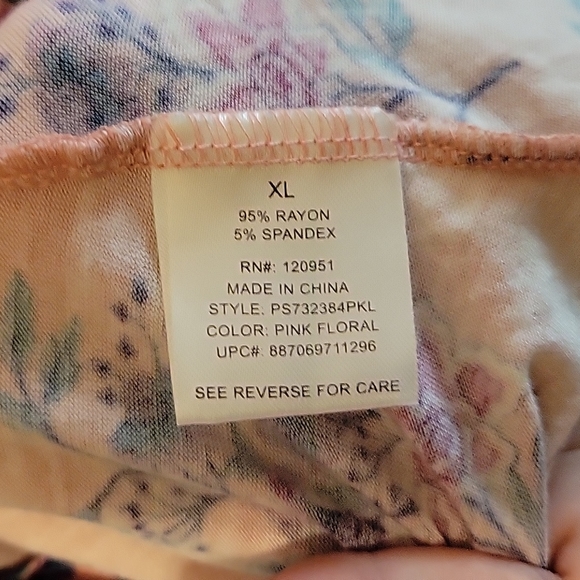 XL
95% RAYON
5% SPANDEX
RN#: 120951
MADE IN CHINA
STYLE: PS732384PKL
COLOR: PINK FLORAL
UPC#: 887069711296
SEE REVERSE FOR CARE